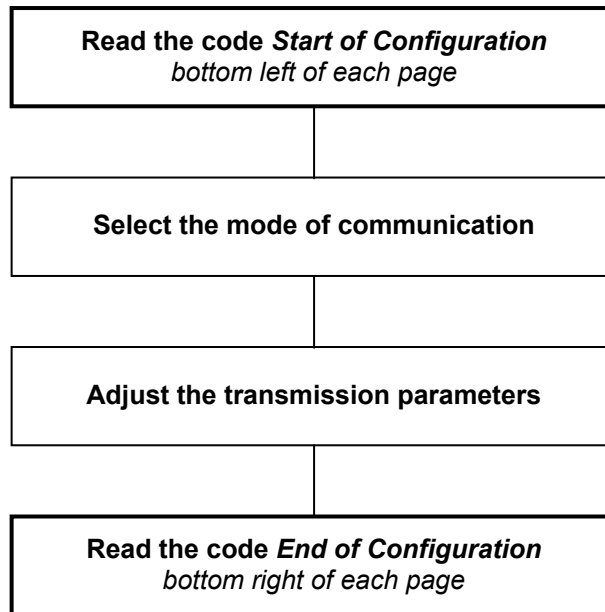 Read the code Start of Configuration
bottom left of each page
Select the mode of communication
Adjust the transmission parameters
Read the code End of Configuration
bottom right of each page